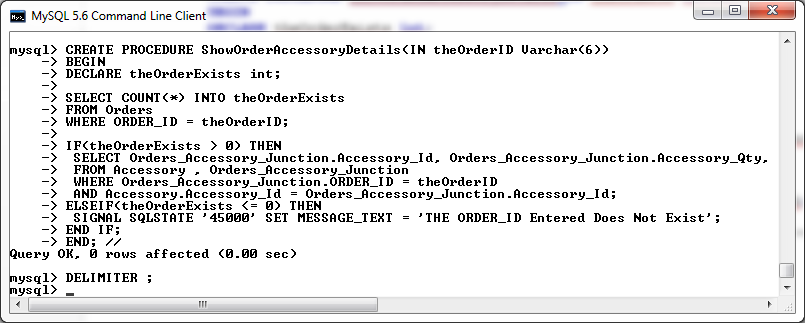 MySQL 5.6 Command Line Client
mysql> CREATE PROCEDURE ShowOrderAccessoryDetails(IN theOrderID Varchar(6))
    -> BEGIN
    -> DECLARE theOrderExists int;
    ->
    -> SELECT COUNT(*) INTO theOrderExists
    -> FROM Orders
    -> WHERE ORDER_ID = theOrderID;
    ->
    -> IF(theOrderExists > 0) THEN
    ->  SELECT Orders_Accessory_Junction.Accessory_Id, Orders_Accessory_Junction.Accessory_Qty,
    ->  FROM Accessory , Orders_Accessory_Junction
    ->  WHERE Orders_Accessory_Junction.ORDER_ID = theOrderID
    ->  AND Accessory.Accessory_Id = Orders_Accessory_Junction.Accessory_Id;
    -> ELSEIF(theOrderExists <= 0) THEN
    ->  SIGNAL SQLSTATE '45000' SET MESSAGE_TEXT = 'THE ORDER_ID Entered Does Not Exist';
    -> END IF;
    -> END; //
Query OK, 0 rows affected (0.00 sec)
mysql> DELIMITER ;
mysql> _